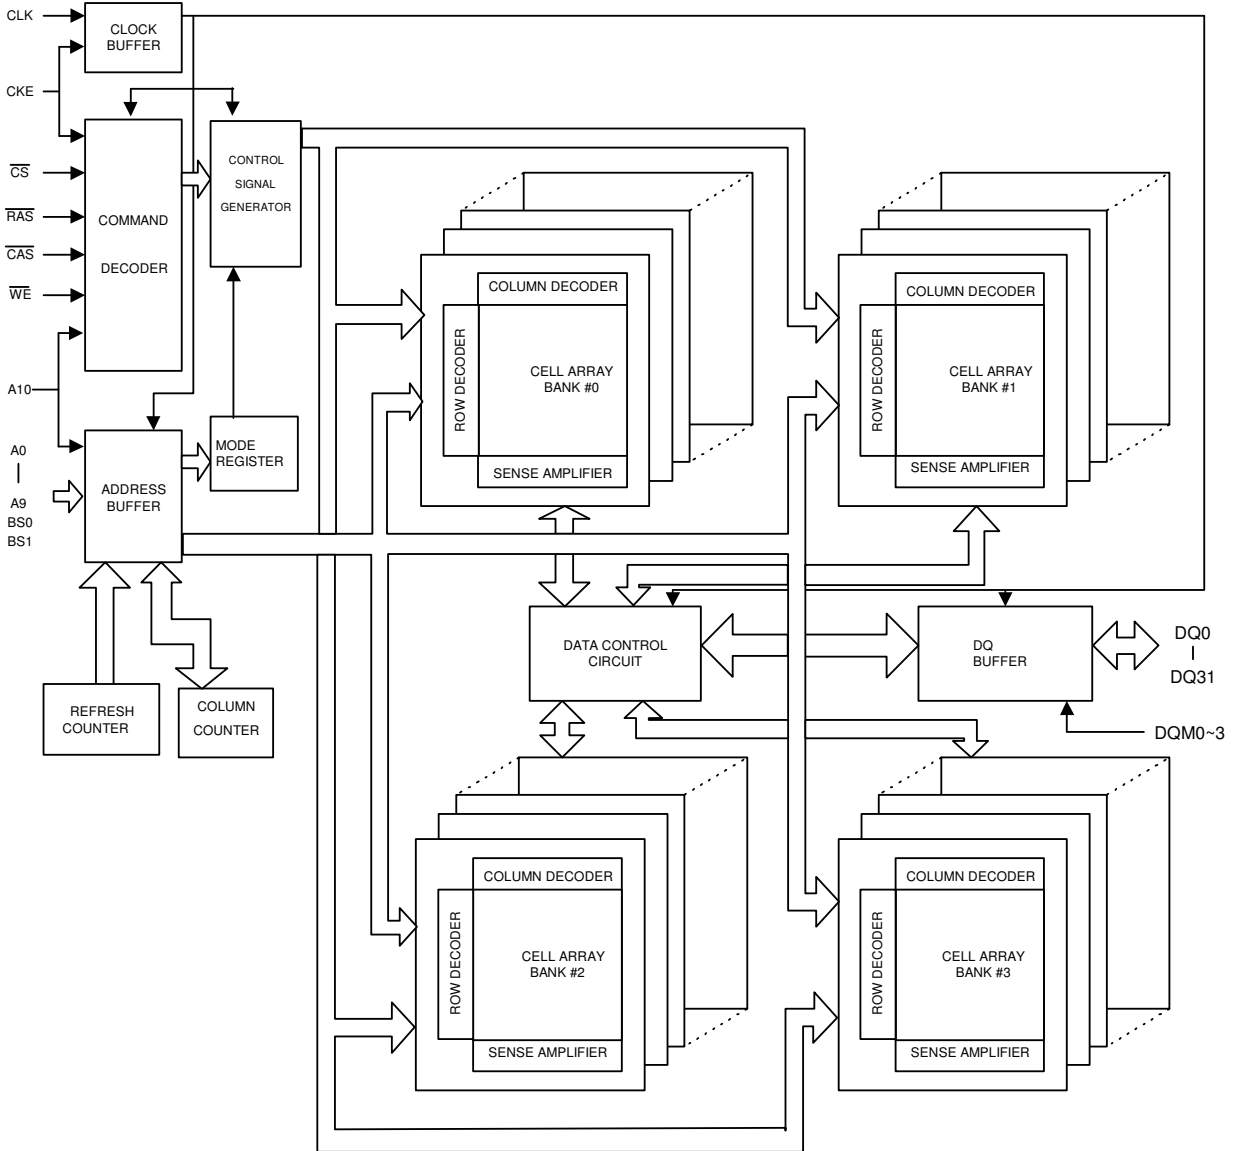 CLK
CLOCK
BUFFER
CKE
CS
RAS
CAS
WE
COMMAND
DECODER
CONTROL
SIGNAL
GENERATOR
A10
A0
A9
BS0
BS1
ADDRESS
BUFFER
MODE
REGISTER
REFRESH
COUNTER
COLUMN
COUNTER
COLUMN DECODER
ROW DECODER
CELL ARRAY
BANK #0
SENSE AMPLIFIER
COLUMN DECODER
ROW DECODER
CELL ARRAY
BANK #1
SENSE AMPLIFIER
DATA CONTROL
CIRCUIT
DQ
BUFFER
DQ0
DQ31
DQM0~3
COLUMN DECODER
ROW DECODER
CELL ARRAY
BANK #2
SENSE AMPLIFIER
COLUMN DECODER
ROW DECODER
CELL ARRAY
BANK #3
SENSE AMPLIFIER